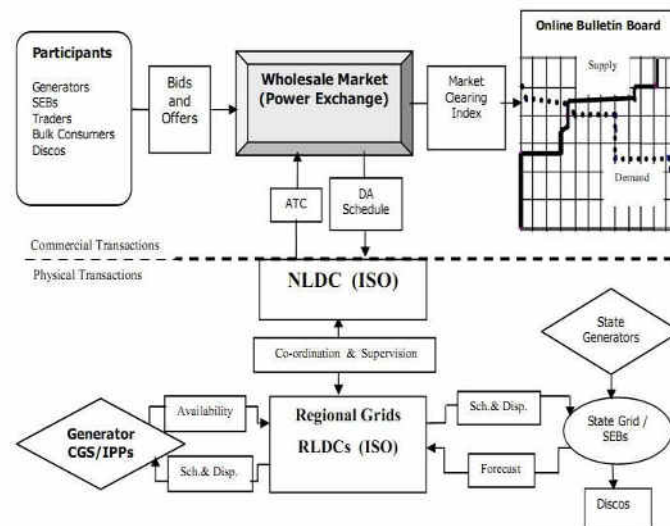 Participants
Generators
SEBs
Traders
Bulk Consumers
Discos
Bids
and
Offers
Wholesale Market
(Power Exchange)
Market
Clearing
Index
Online Bulletin Board
Supply
Demand
ATC
DA
Schedule
Commercial Transactions
Physical Transactions
NLDC (ISO)
Co-ordination & Supervision
State
Generators
Availability
Generator
CGS/IPPs
Sch.& Disp.
Regional Grids
RLDCs (ISO)
Sch.& Disp.
Forecast
State Grid /
SEBs
Discos